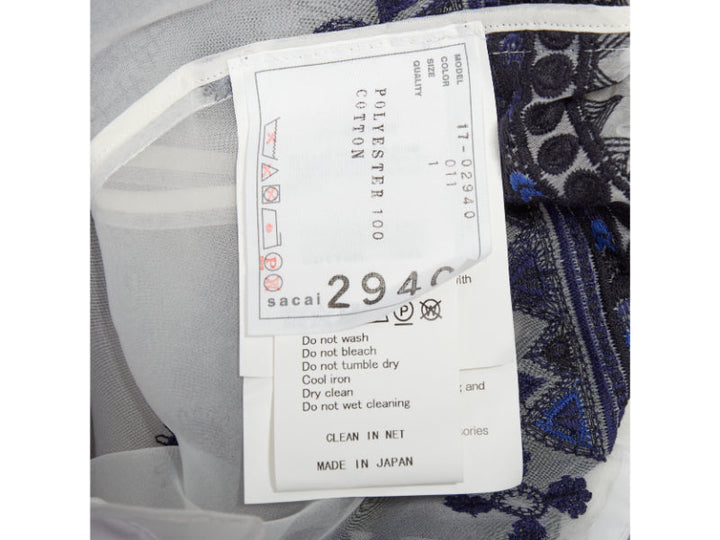 MODEL 17-02940
COLOR 011
SIZE 1
QUALITY
POLYESTER 100
COTTON
sacai 2940
with
P W
Do not wash
Do not bleach
Do not tumble dry
Cool iron
Dry clean
Do not wet cleaning
and
CLEAN IN NET
MADE IN JAPAN